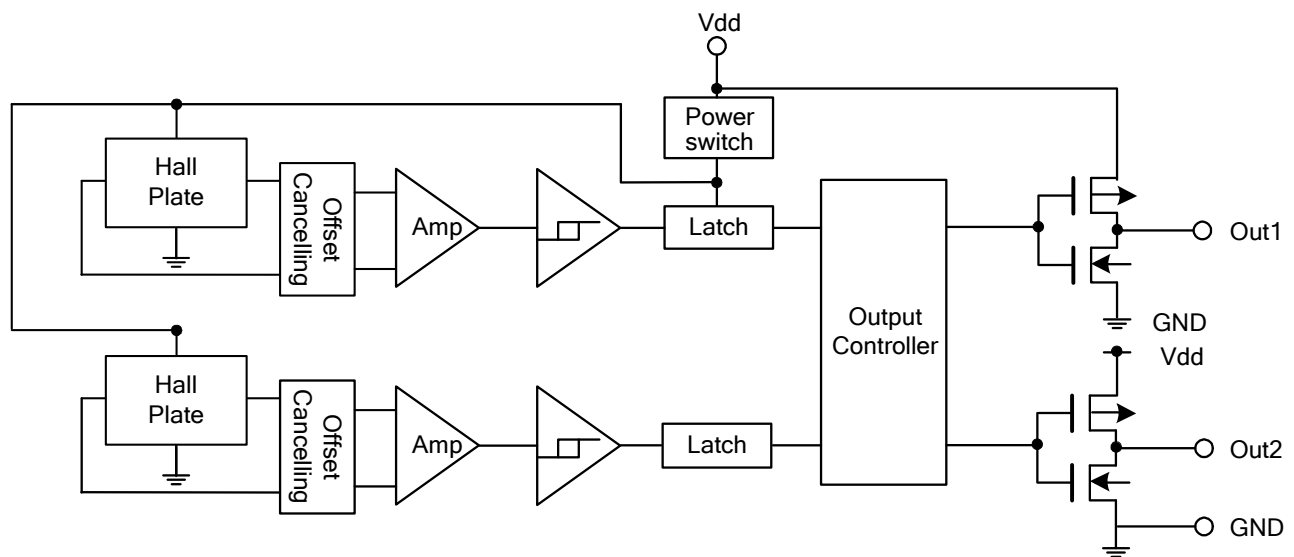 Vdd
Power
switch
Hall
Plate
Offset
Cancelling
Amp
Latch
Out1
Output
Controller
GND
Vdd
Hall
Plate
Offset
Cancelling
Amp
Latch
Out2
GND